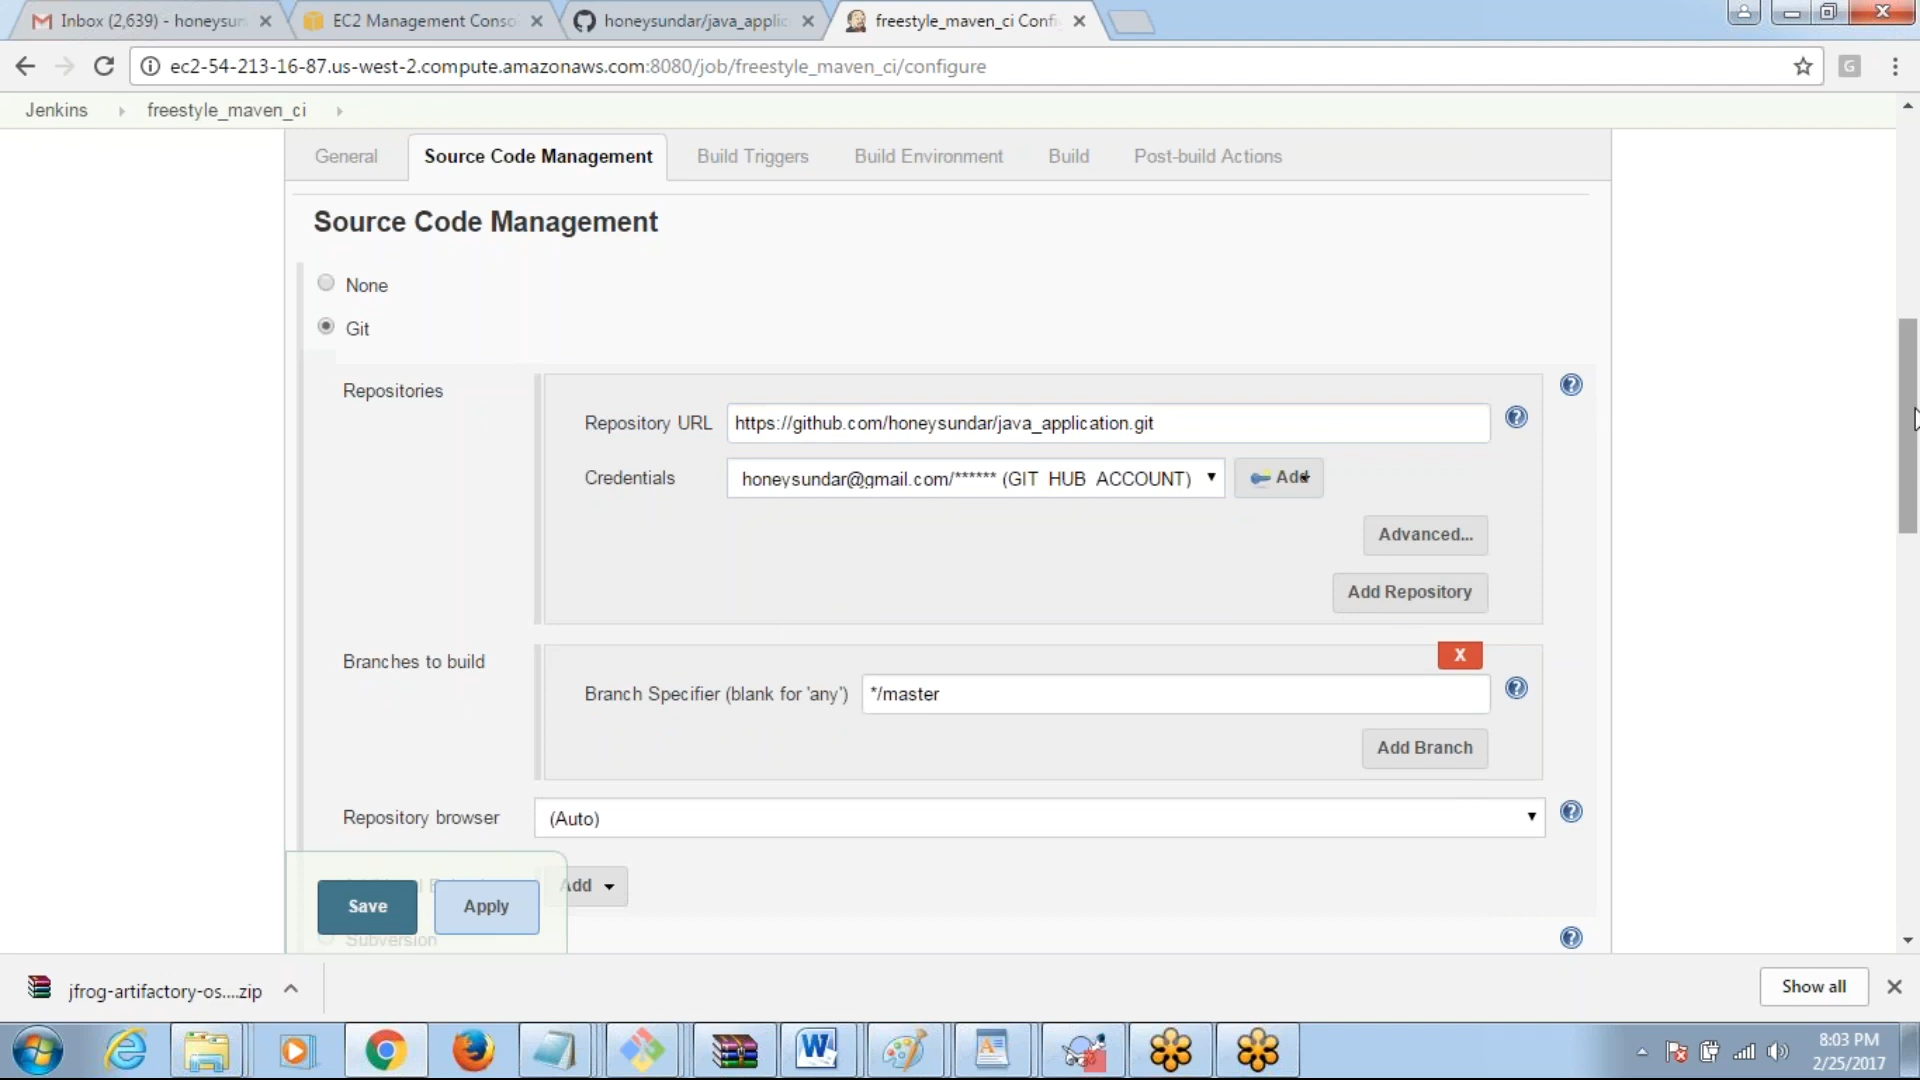 Inbox (2,639) - honeysun
EC2 Management Conso
honeysundar/java_applic
freestyle_maven_ci Conf
ec2-54-213-16-87.us-west-2.compute.amazonaws.com:8080/job/freestyle_maven_ci/configure
Jenkins
freestyle_maven_ci
General
Source Code Management
Build Triggers
Build Environment
Build
Post-build Actions
Source Code Management
None
Git
Repositories
Repository URL
https://github.com/honeysundar/java_application.git
Credentials
honeysundar@gmail.com/****** (GIT HUB ACCOUNT)
Add
Advanced...
Add Repository
Branches to build
X
Branch Specifier (blank for 'any')
*/master
Add Branch
Repository browser
(Auto)
Add
Save
Apply
Subversion
jfrog-artifactory-os....zip
Show all
8:03 PM
2/25/2017